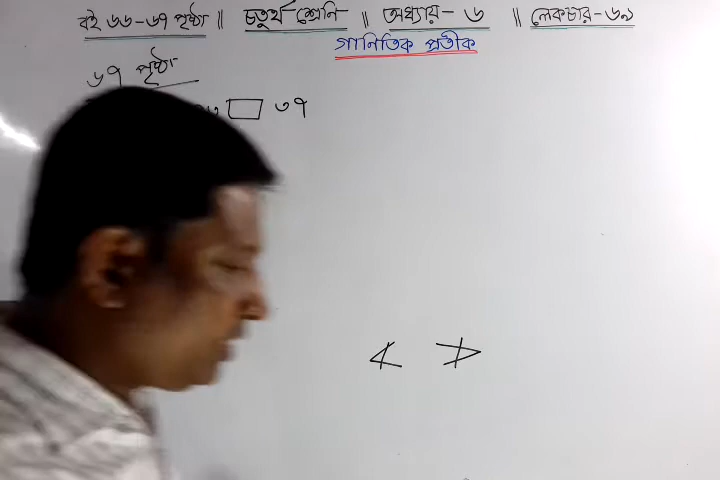 বই ৬৬-৬৭ পৃষ্ঠা || চতুর্থ শ্রেনি || অধ্যায়- ৬ || লেকচার-৬৯
গানিতিক প্রতীক
৬৭ পৃষ্ঠা
□ ৩৭